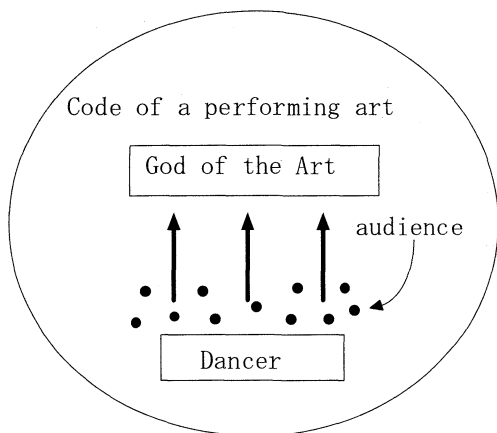 Code of a performing art
God of the Art
audience
Dancer